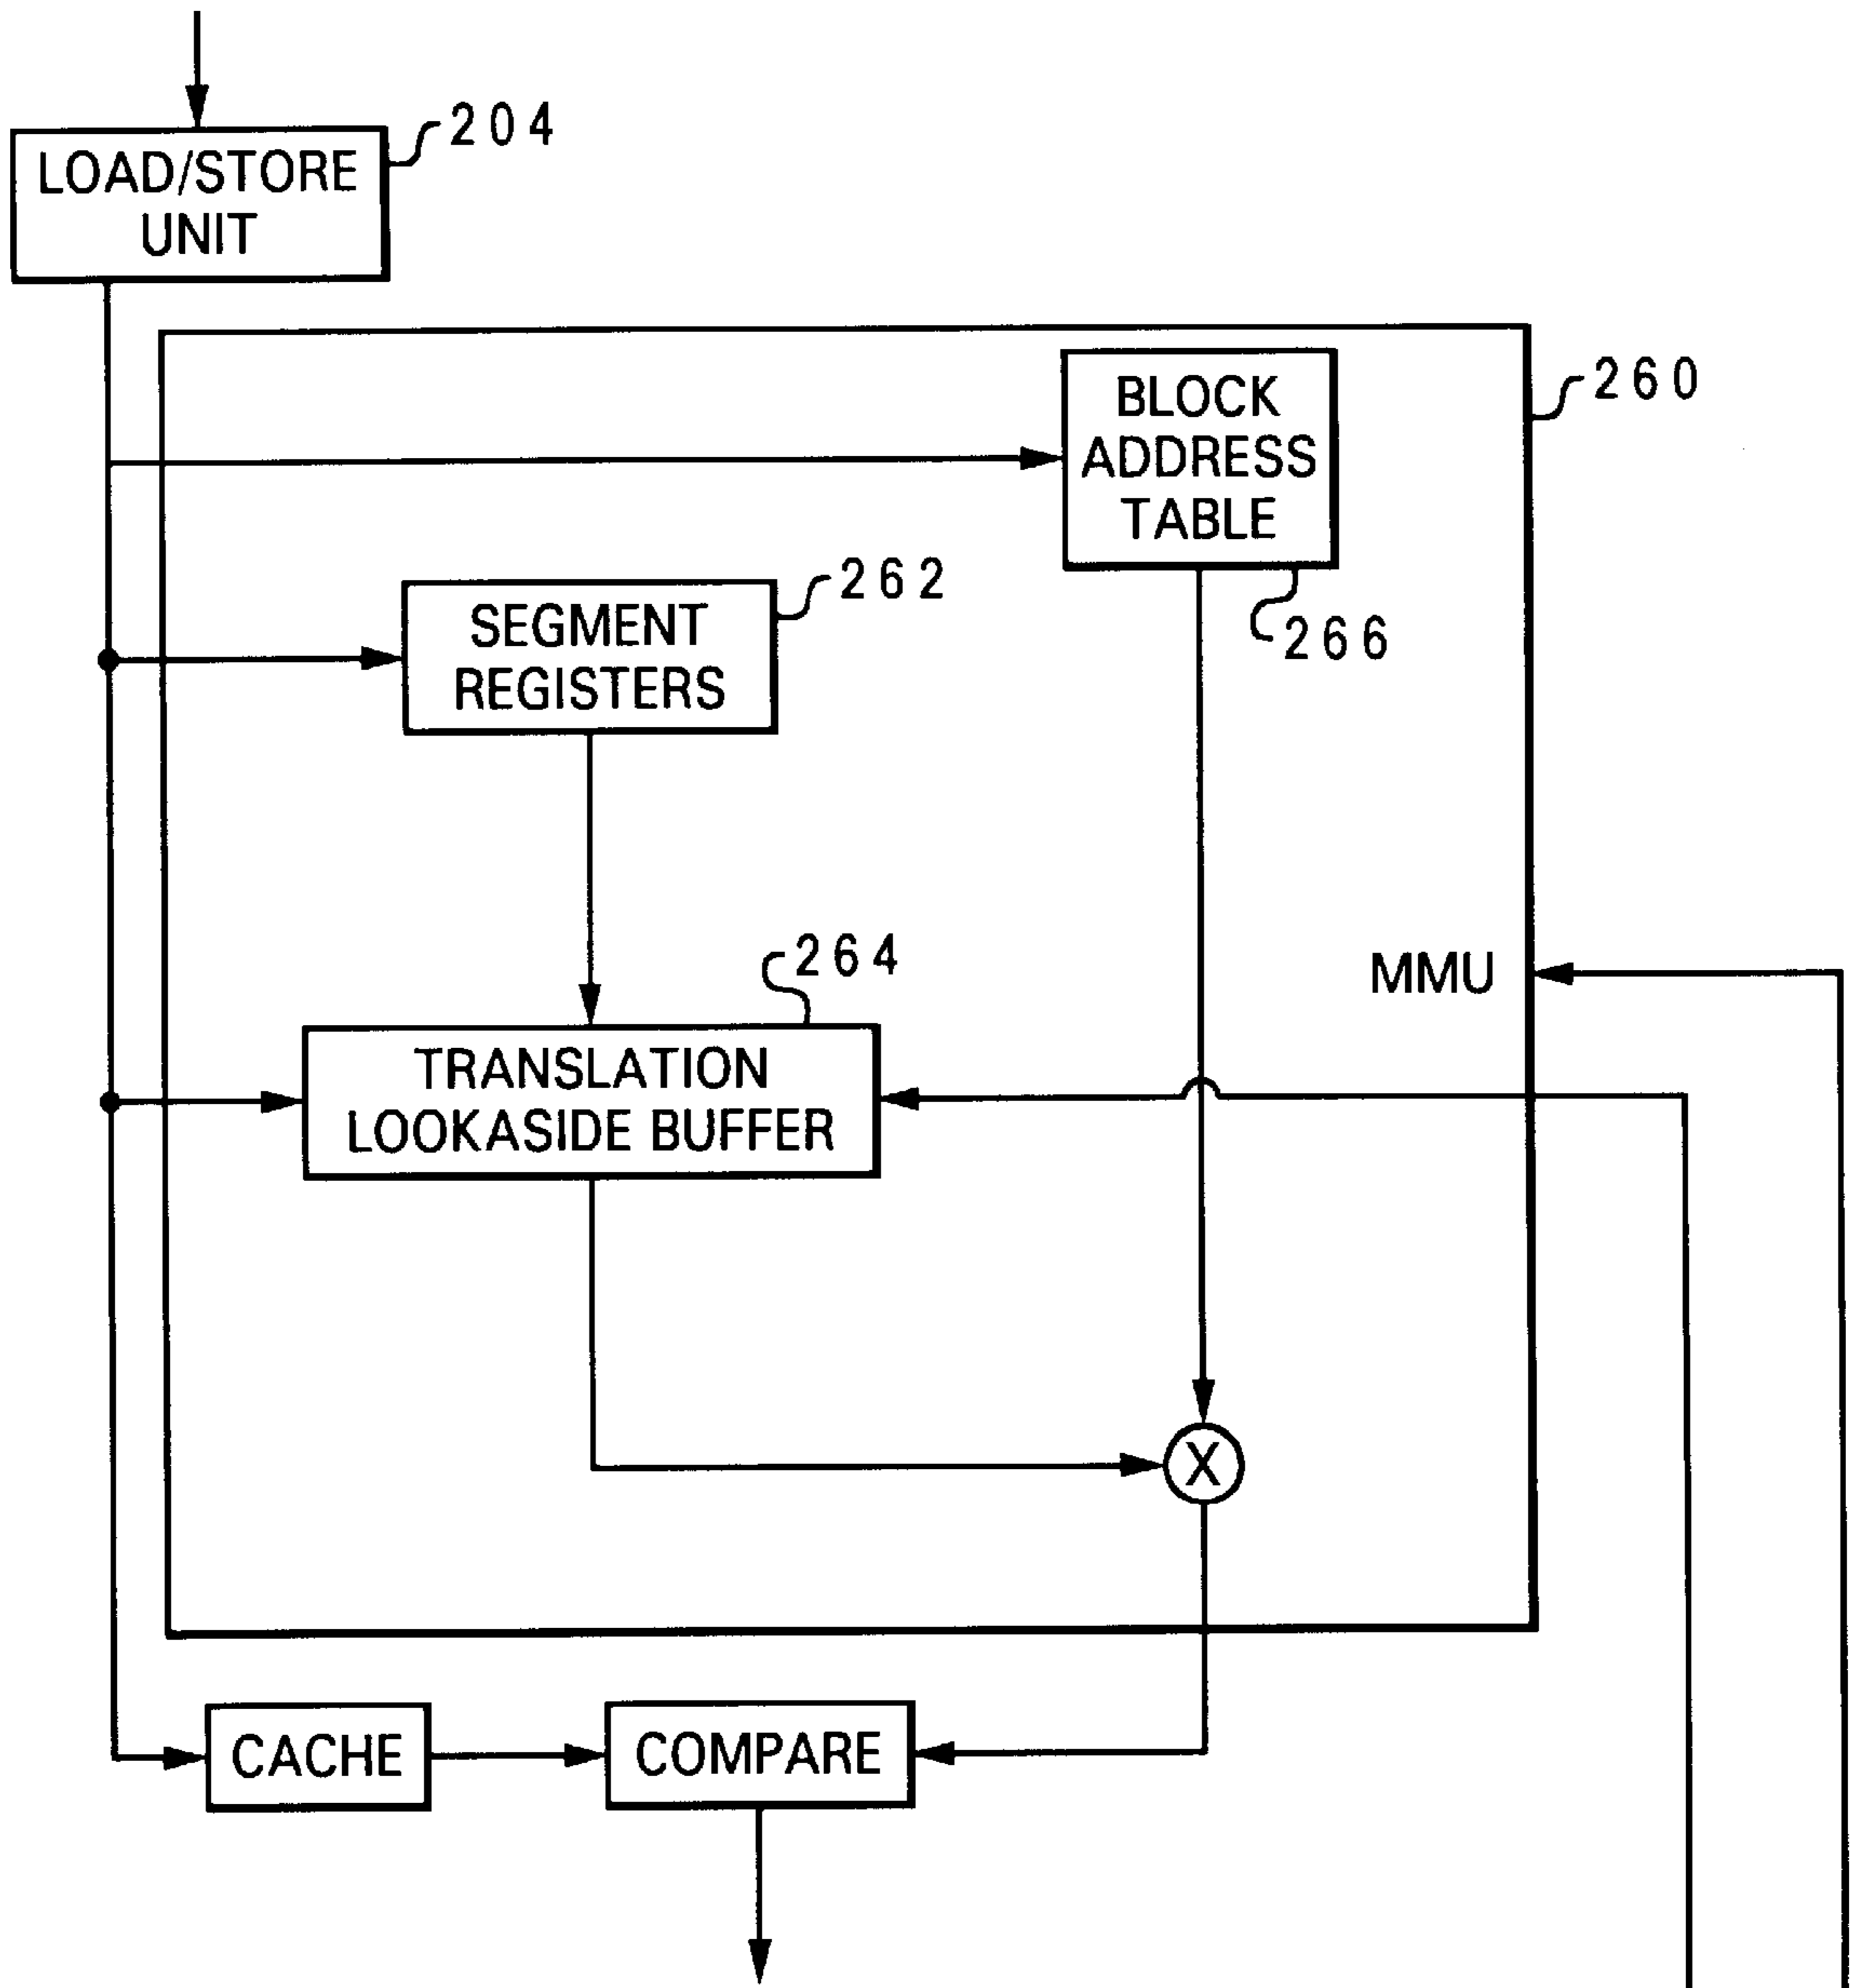 204
LOAD/STORE
UNIT
260
BLOCK
ADDRESS
TABLE
262
SEGMENT
REGISTERS
266
264
MMU
TRANSLATION
LOOKASIDE BUFFER
X
CACHE
COMPARE